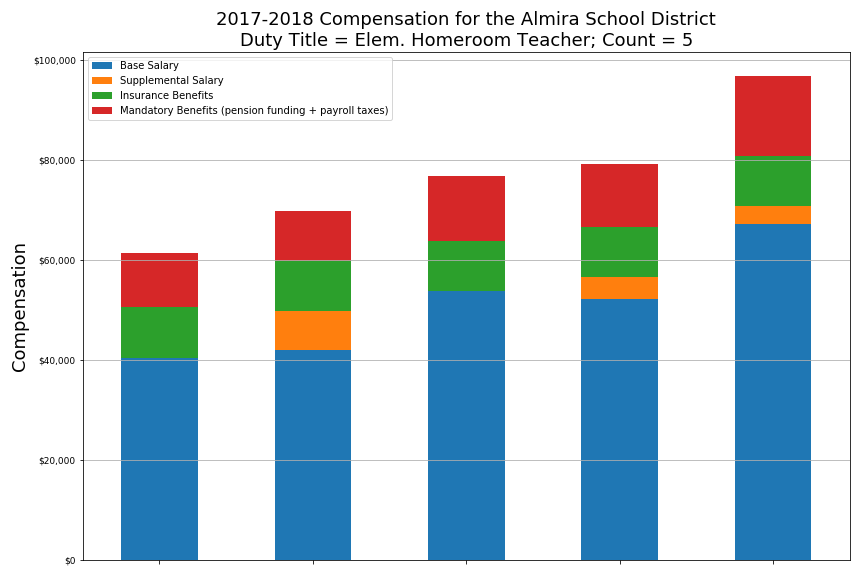 2017-2018 Compensation for the Almira School District
Duty Title = Elem. Homeroom Teacher; Count = 5
Base Salary
Supplemental Salary
Insurance Benefits
Mandatory Benefits (pension funding + payroll taxes)
Compensation
$100,000
$80,000
$60,000
$40,000
$20,000
$0